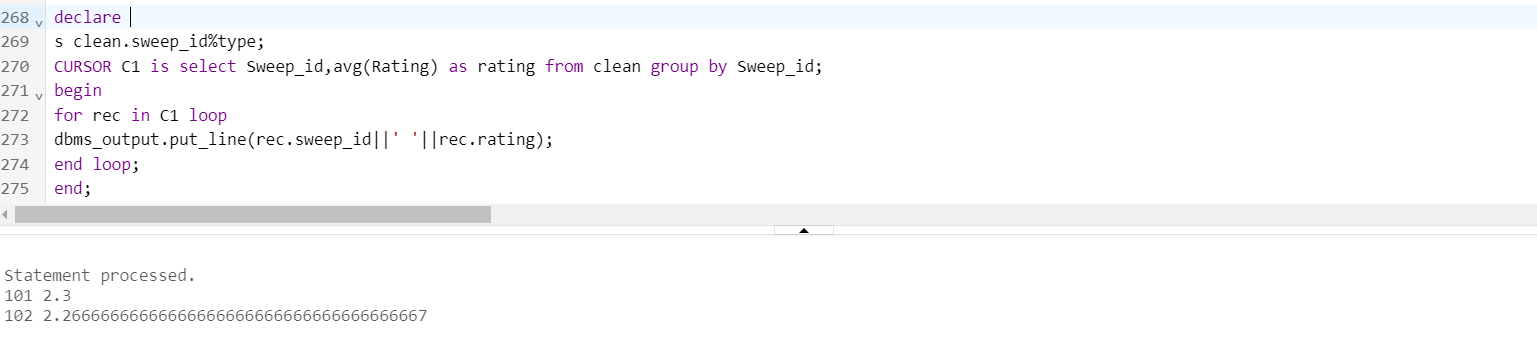 268 declare
269 s clean.sweep_id%type;
270 CURSOR C1 is select Sweep_id,avg(Rating) as rating from clean group by Sweep_id;
271 begin
272 for rec in C1 loop
273 dbms_output.put_line(rec.sweep_id||' '||rec.rating);
274 end loop;
275 end;
Statement processed.
101 2.3
102 2.26666666666666666666666666666666666667